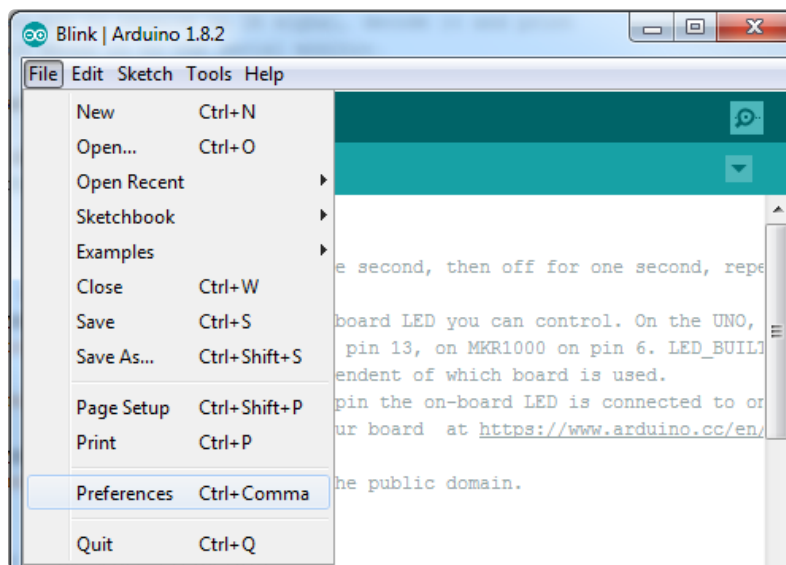 Blink | Arduino 1.8.2
File Edit Sketch Tools Help
New Ctrl+N
Open... Ctrl+O
Open Recent
Sketchbook
Examples
Close Ctrl+W
Save Ctrl+S
Save As... Ctrl+Shift+S
Page Setup Ctrl+Shift+P
Print Ctrl+P
Preferences Ctrl+Comma
Quit Ctrl+Q
e second, then off for one second, repe
board LED you can control. On the UNO,
pin 13, on MKR1000 on pin 6. LED_BUIL
endent of which board is used.
pin the on-board LED is connected to on
ur board at https://www.arduino.cc/en/
he public domain.